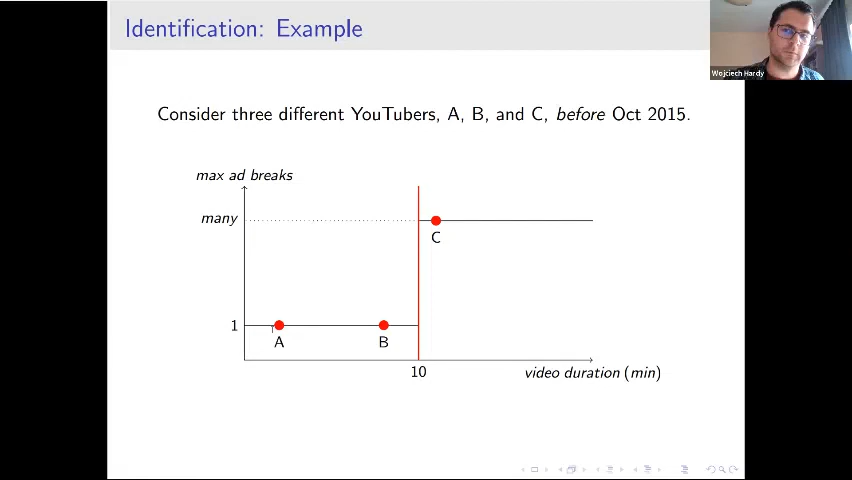 Identification: Example
Wojciech Hardy
Consider three different YouTubers, A, B, and C, before Oct 2015.
max ad breaks
many
C
1
A
B
10
video duration (min)